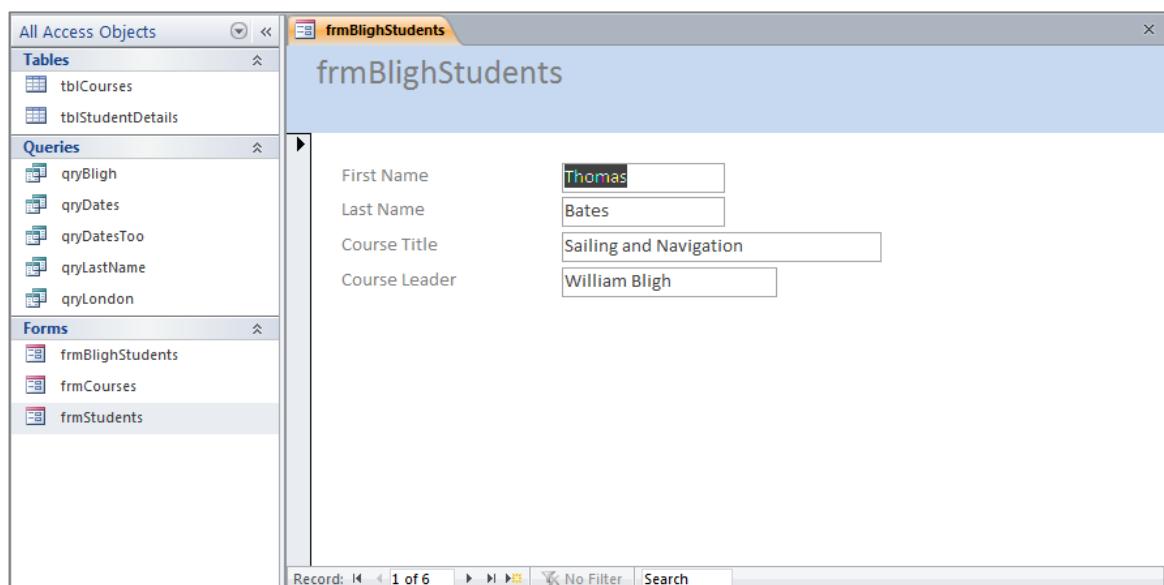 All Access Objects
Tables
tblCourses
tblStudentDetails
Queries
qryBligh
qryDates
qryDatesToo
qryLastName
qryLondon
Forms
frmBlighStudents
frmCourses
frmStudents
frmBlighStudents
frmBlighStudents
First Name Thomas
Last Name Bates
Course Title Sailing and Navigation
Course Leader William Bligh
Record: 1 of 6 No Filter Search